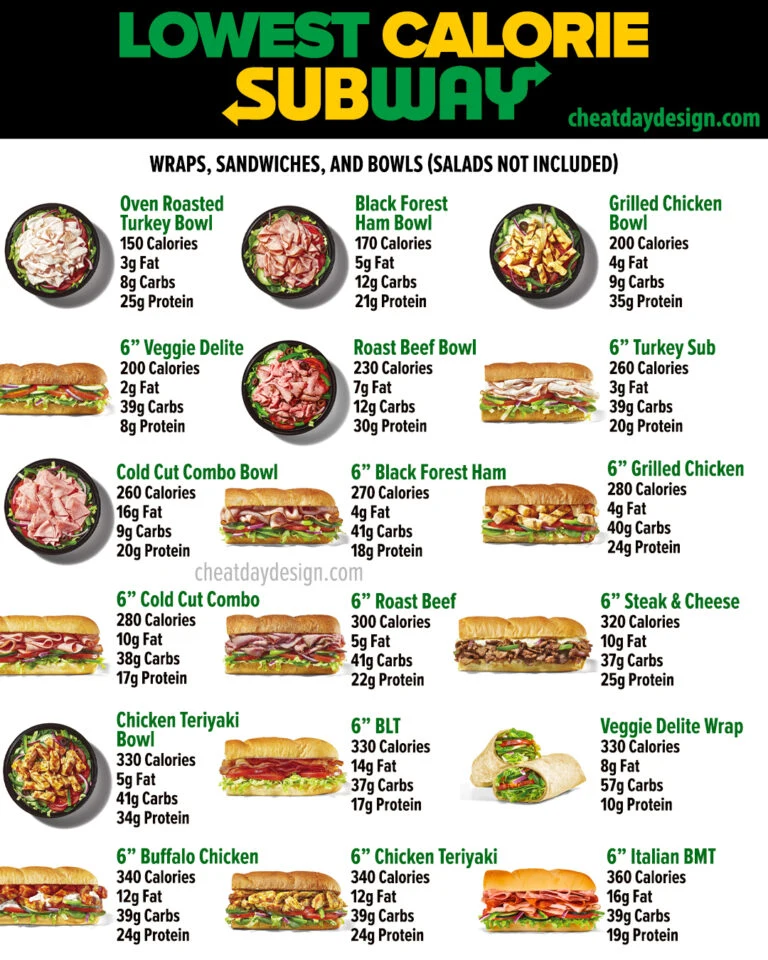 LOWEST CALORIE
SUBWAY
cheatdaydesign.com
WRAPS, SANDWICHES, AND BOWLS (SALADS NOT INCLUDED)
Oven Roasted
Turkey Bowl
150 Calories
3g Fat
8g Carbs
25g Protein
Black Forest
Ham Bowl
170 Calories
5g Fat
12g Carbs
21g Protein
Grilled Chicken
Bowl
200 Calories
4g Fat
9g Carbs
35g Protein
6” Veggie Delite
200 Calories
2g Fat
39g Carbs
8g Protein
Roast Beef Bowl
230 Calories
7g Fat
12g Carbs
30g Protein
6” Turkey Sub
260 Calories
3g Fat
39g Carbs
20g Protein
Cold Cut Combo Bowl
260 Calories
16g Fat
9g Carbs
20g Protein
6” Black Forest Ham
270 Calories
4g Fat
41g Carbs
18g Protein
6” Grilled Chicken
280 Calories
4g Fat
40g Carbs
24g Protein
cheatdaydesign.com
6” Cold Cut Combo
280 Calories
10g Fat
38g Carbs
17g Protein
6” Roast Beef
300 Calories
5g Fat
41g Carbs
22g Protein
6” Steak & Cheese
320 Calories
10g Fat
37g Carbs
25g Protein
Chicken Teriyaki
Bowl
330 Calories
5g Fat
41g Carbs
34g Protein
6” BLT
330 Calories
14g Fat
37g Carbs
17g Protein
Veggie Delite Wrap
330 Calories
8g Fat
57g Carbs
10g Protein
6” Buffalo Chicken
340 Calories
12g Fat
39g Carbs
24g Protein
6” Chicken Teriyaki
340 Calories
12g Fat
39g Carbs
24g Protein
6” Italian BMT
360 Calories
16g Fat
39g Carbs
19g Protein